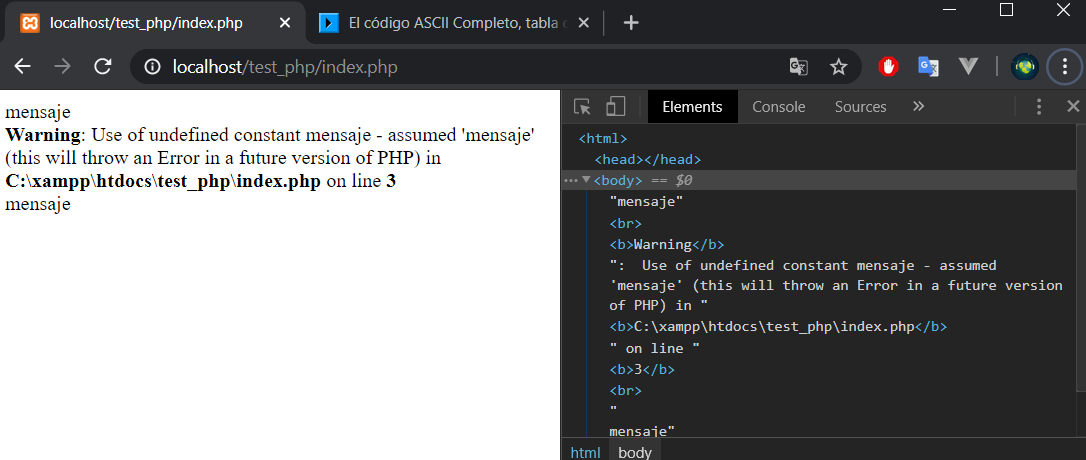 localhost/test_php/index.php
El código ASCII Completo, tabla
localhost/test_php/index.php
mensaje
Warning: Use of undefined constant mensaje - assumed 'mensaje'
(this will throw an Error in a future version of PHP) in
C:\xampp\htdocs\test_php\index.php on line 3
mensaje
Elements Console Sources »
<html>
<head></head>
<body> == $0
"mensaje"
<br>
<b>Warning</b>
":  Use of undefined constant mensaje - assumed
'mensaje' (this will throw an Error in a future version
of PHP) in "
<b>C:\xampp\htdocs\test_php\index.php</b>
" on line "
<b>3</b>
<br>
"
mensaje"
html body